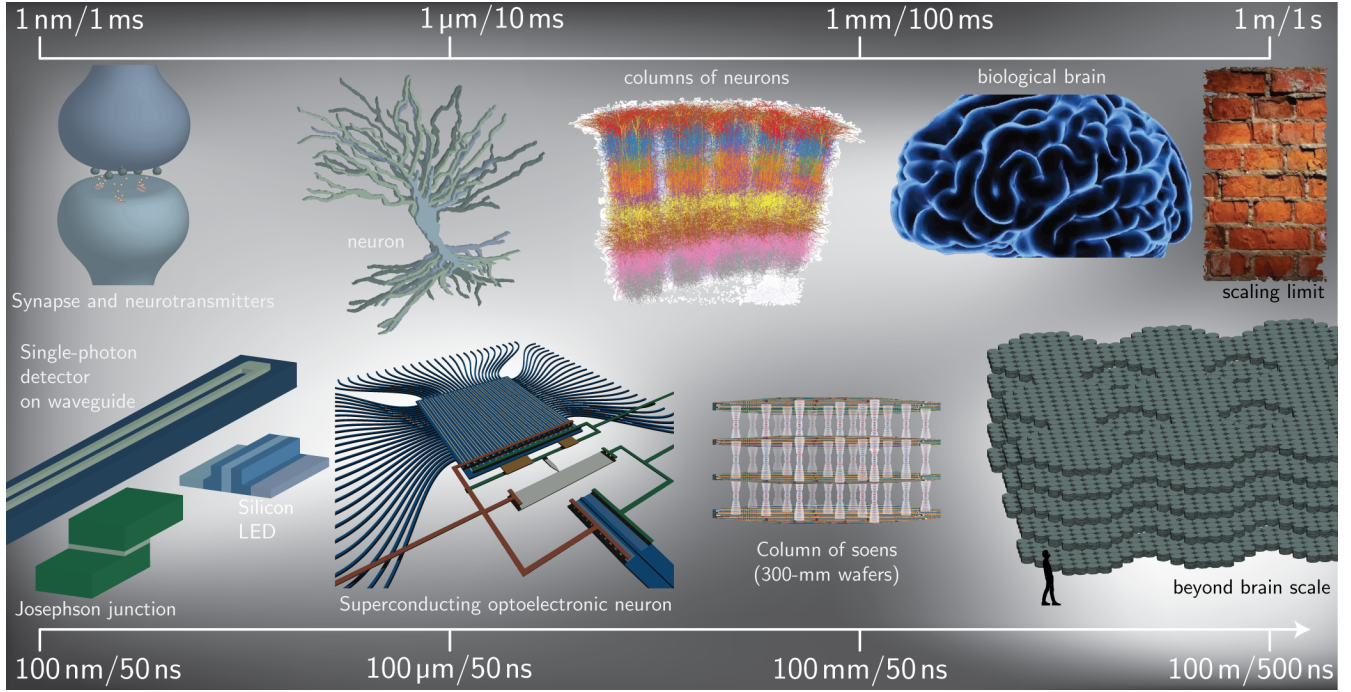 1 nm/1 ms
1 μm/10 ms
1 mm/100 ms
1 m/1 s
columns of neurons
biological brain
neuron
Synapse and neurotransmitters
scaling limit
Single-photon
detector
on waveguide
Silicon
LED
Josephson junction
Superconducting optoelectronic neuron
Column of soens
(300-mm wafers)
beyond brain scale
100 nm/50 ns
100 μm/50 ns
100 mm/50 ns
100 m/500 ns